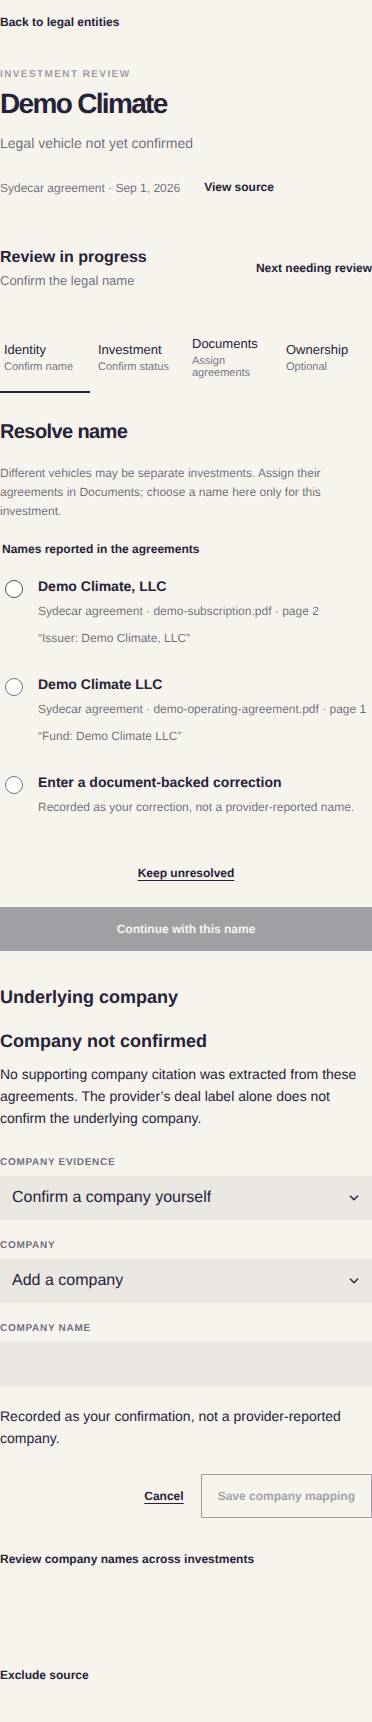 Back to legal entities
INVESTMENT REVIEW
Demo Climate
Legal vehicle not yet confirmed
Sydecar agreement · Sep 1, 2026 View source
Review in progress
Confirm the legal name
Next needing review
Identity
Confirm name
Investment
Confirm status
Documents
Assign
agreements
Ownership
Optional
Resolve name
Different vehicles may be separate investments. Assign their
agreements in Documents; choose a name here only for this
investment.
Names reported in the agreements
Demo Climate, LLC
Sydecar agreement · demo-subscription.pdf · page 2
“Issuer: Demo Climate, LLC”
Demo Climate LLC
Sydecar agreement · demo-operating-agreement.pdf · page 1
“Fund: Demo Climate LLC”
Enter a document-backed correction
Recorded as your correction, not a provider-reported name.
Keep unresolved
Continue with this name
Underlying company
Company not confirmed
No supporting company citation was extracted from these
agreements. The provider’s deal label alone does not
confirm the underlying company.
COMPANY EVIDENCE
Confirm a company yourself
COMPANY
Add a company
COMPANY NAME
Recorded as your confirmation, not a provider-reported
company.
Cancel Save company mapping
Review company names across investments
Exclude source